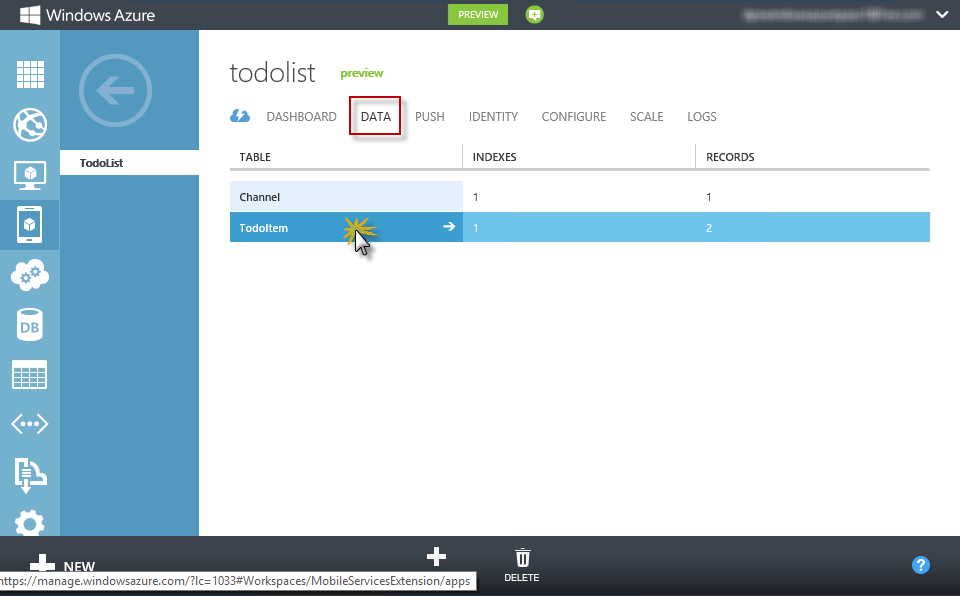 Windows Azure
PREVIEW
todolist preview
DASHBOARD DATA PUSH IDENTITY CONFIGURE SCALE LOGS
TodoList
TABLE INDEXES RECORDS
Channel 1 1
TodoItem 1 2
DB
NEW
DELETE
?
https://manage.windowsazure.com/?lc=1033#Workspaces/MobileServicesExtension/apps